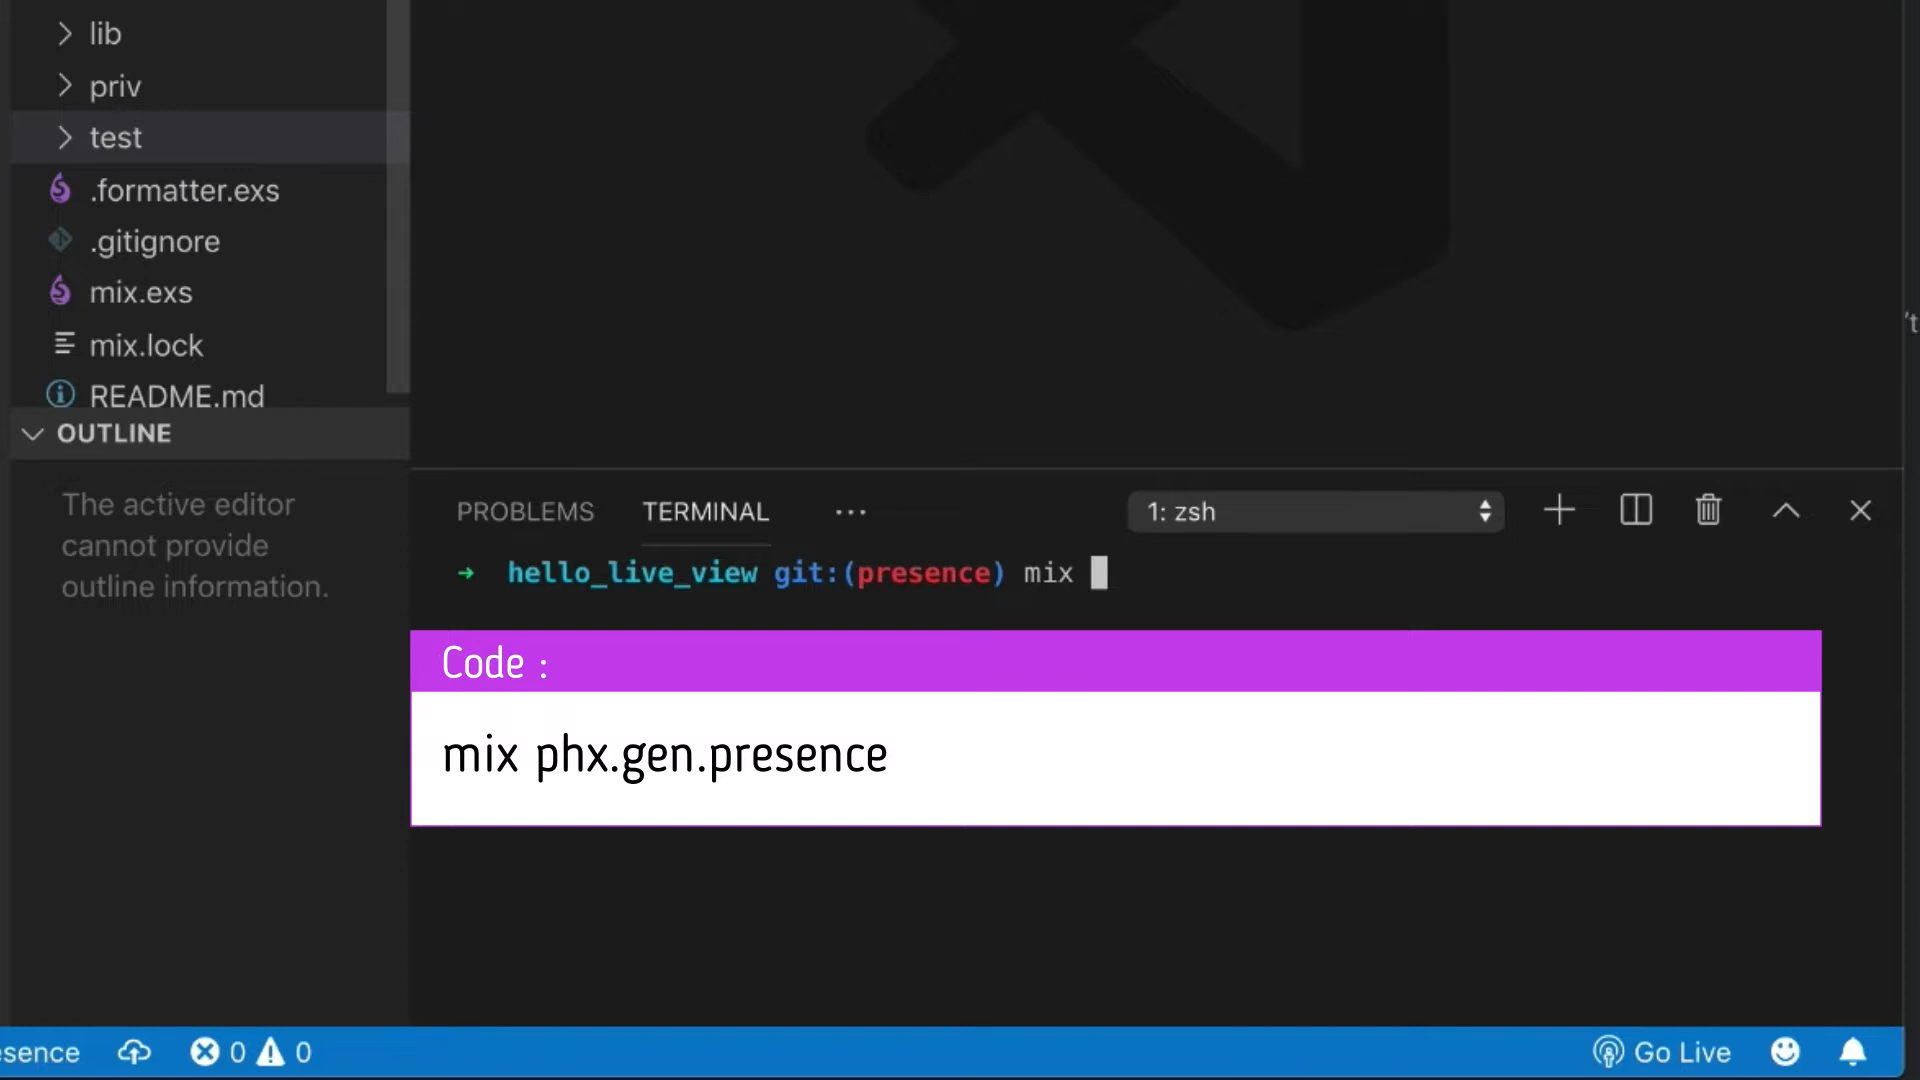 lib
priv
test
.formatter.exs
.gitignore
mix.exs
mix.lock
README.md
OUTLINE
The active editor
cannot provide
outline information.
PROBLEMS TERMINAL ··· 1: zsh
→ hello_live_view git:(presence) mix
Code :
mix phx.gen.presence
't
esence 0 0 Go Live